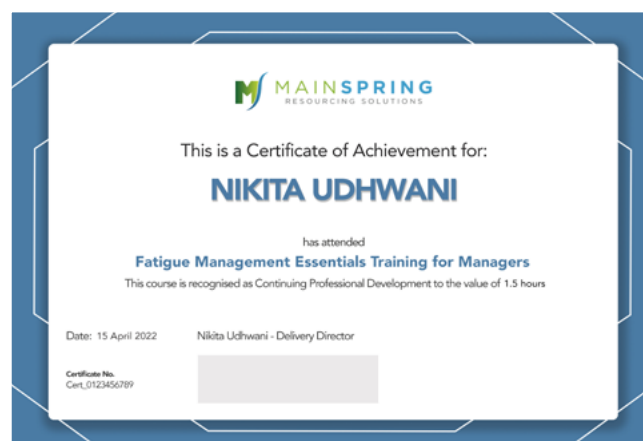 MAINSPRING
RESOURCING SOLUTIONS
This is a Certificate of Achievement for:
NIKITA UDHWANI
has attended
Fatigue Management Essentials Training for Managers
This course is recognised as Continuing Professional Development to the value of 1.5 hours
Date: 15 April 2022
Nikita Udhwani - Delivery Director
Certificate No.
Cert_0123456789